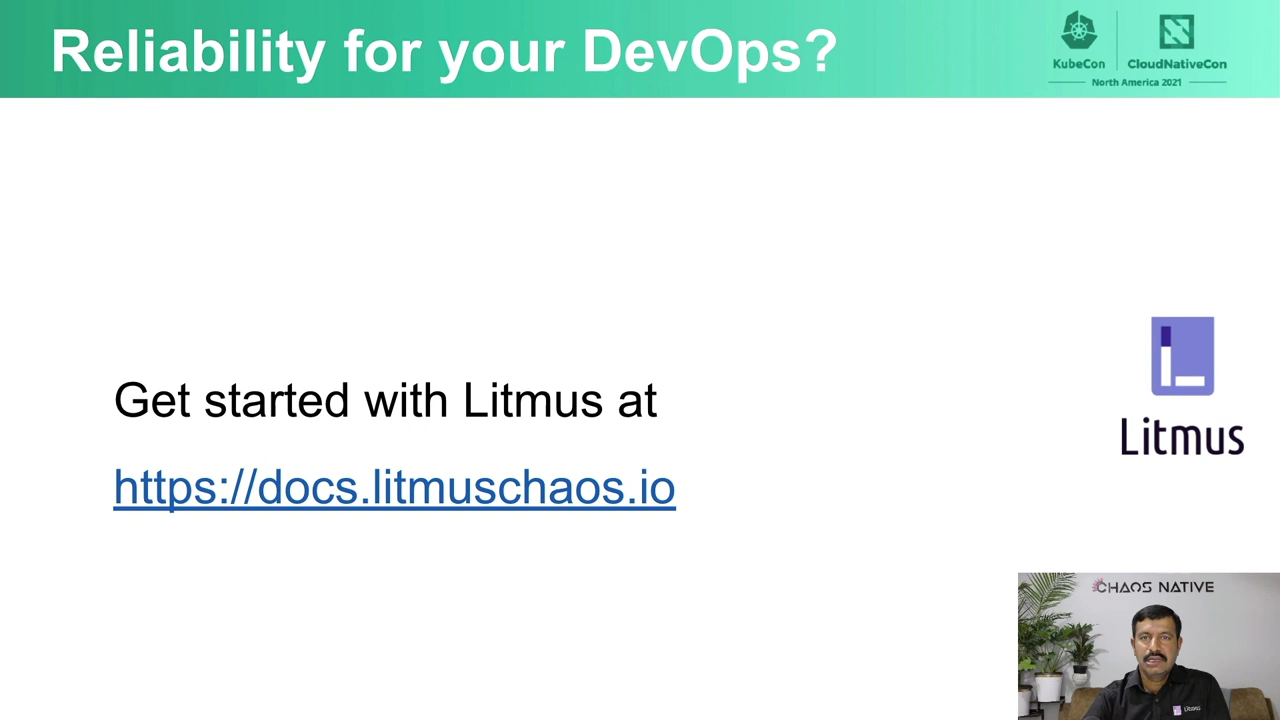 Reliability for your DevOps?
KubeCon
CloudNativeCon
North America 2021
Get started with Litmus at
https://docs.litmuschaos.io
Litmus
CHAOS NATIVE
Litmus